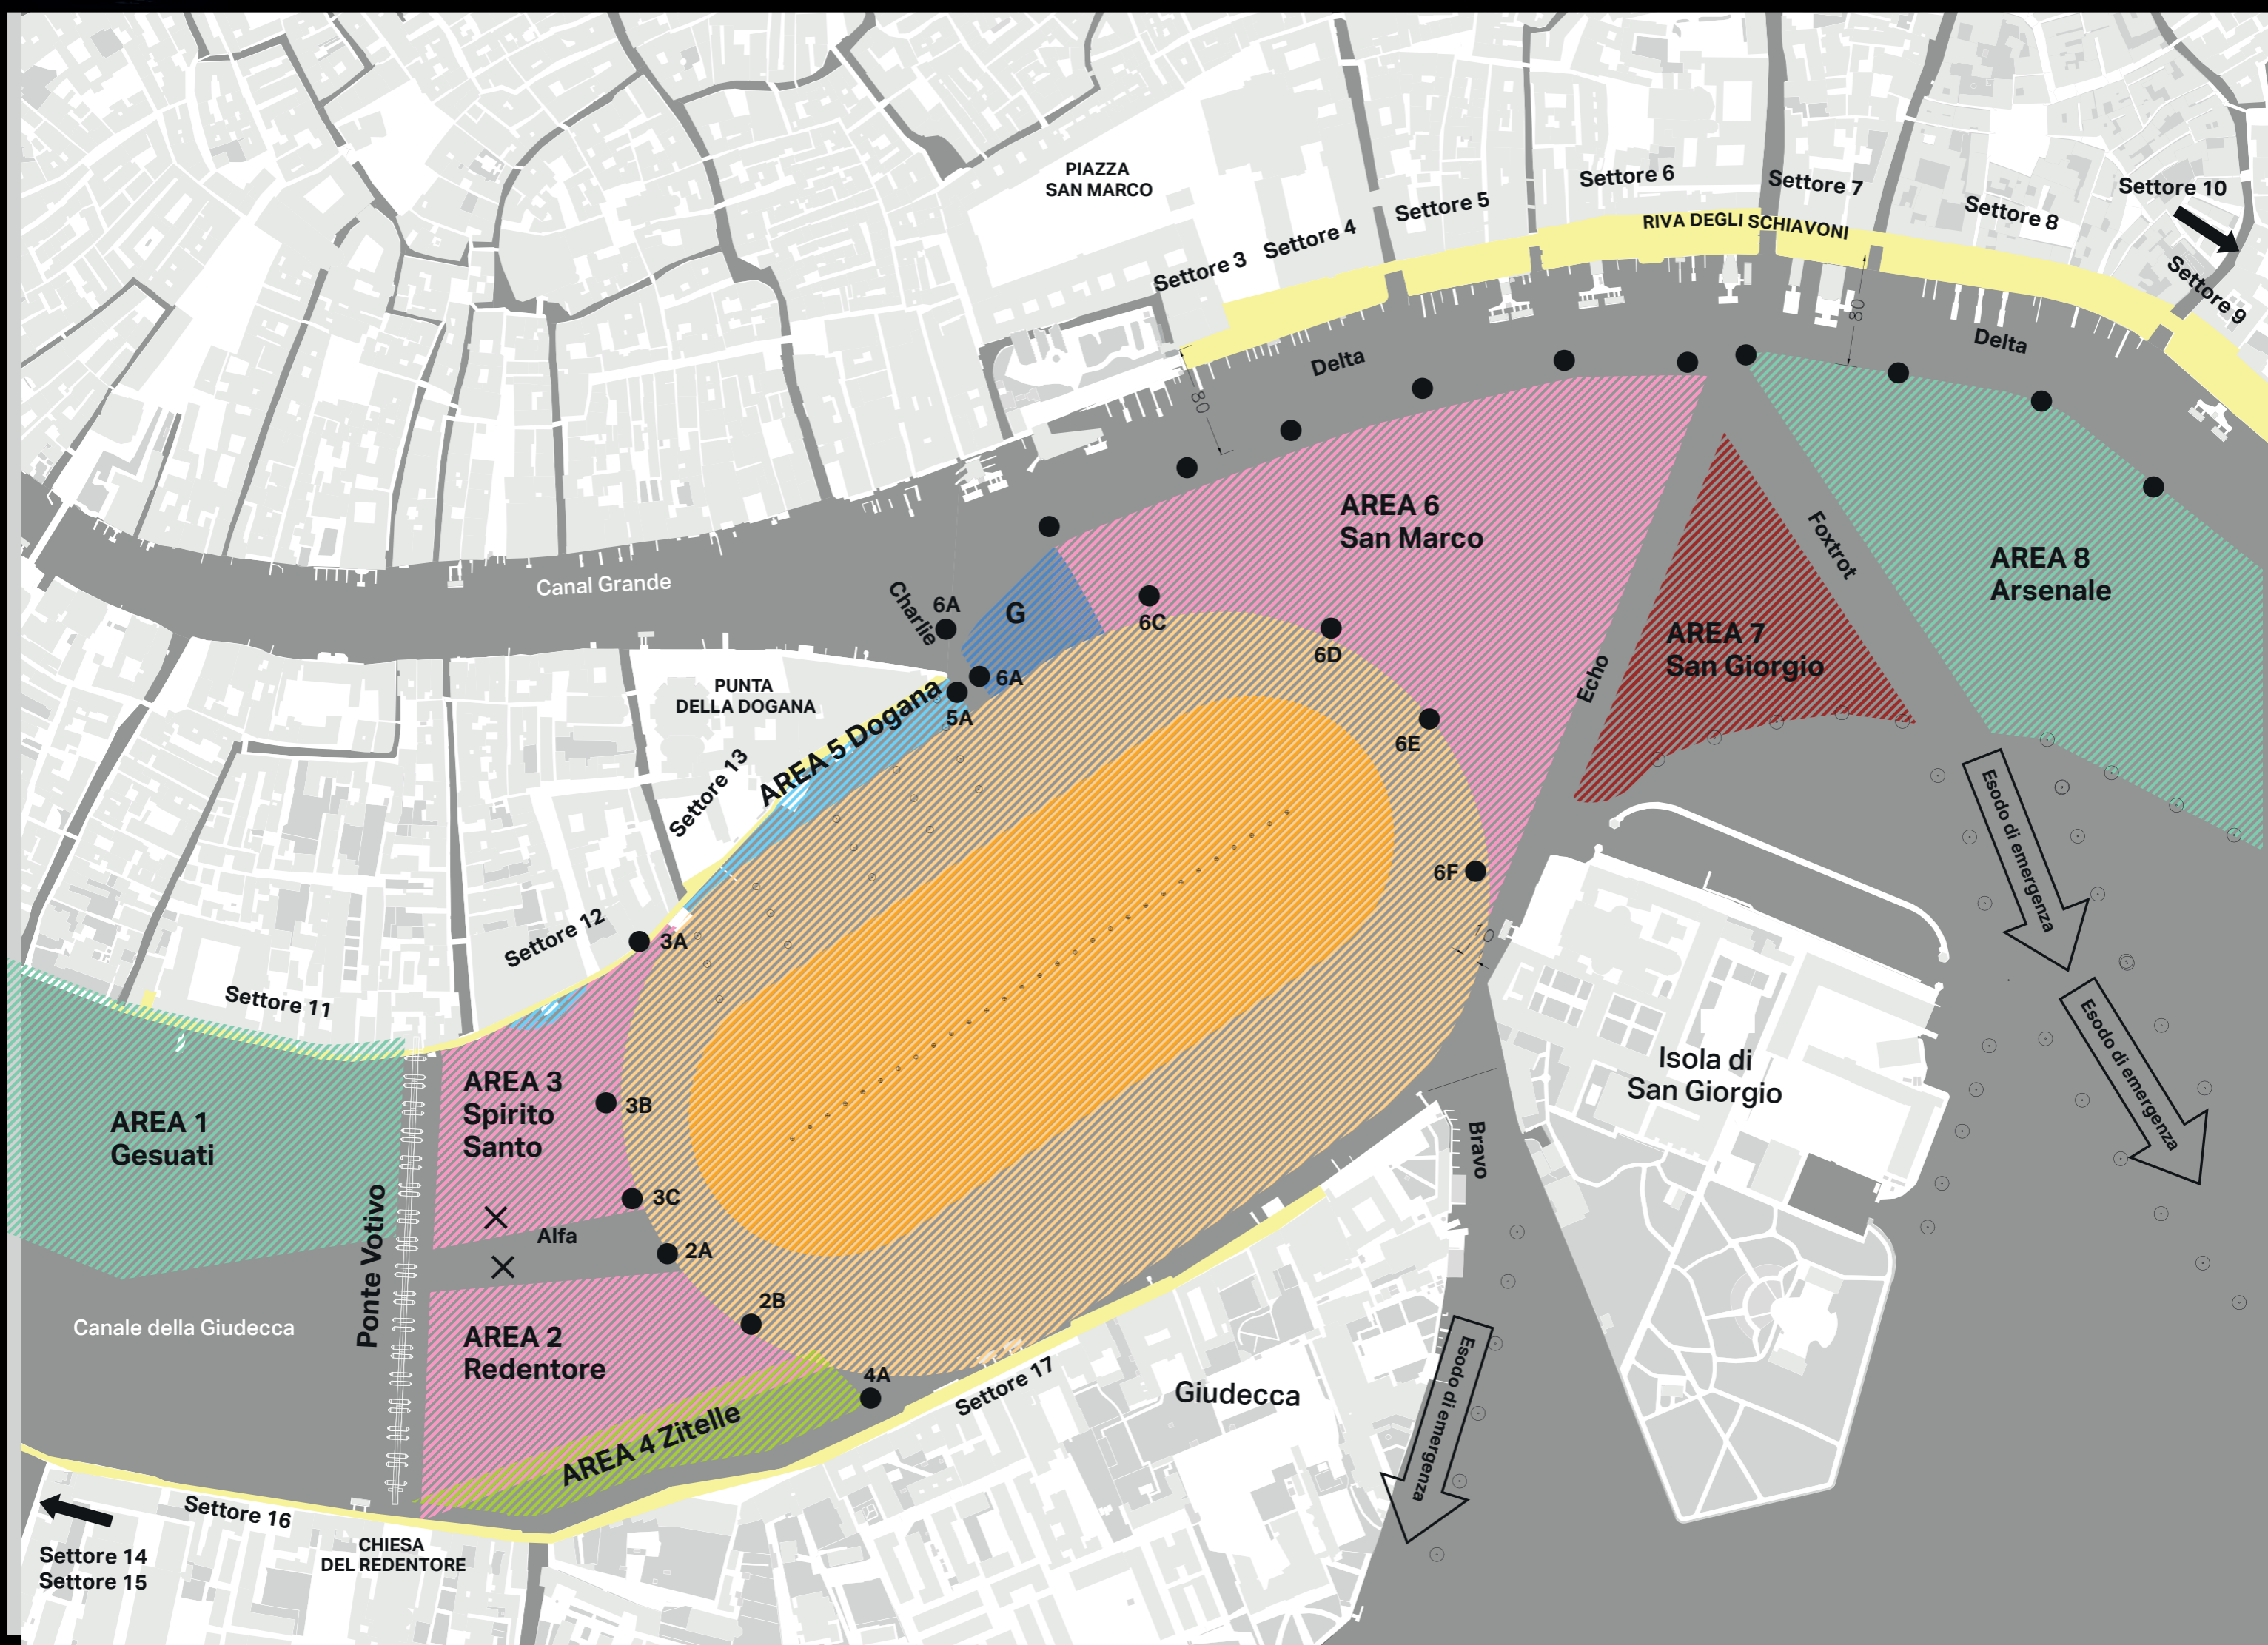 PIAZZA
SAN MARCO
Settore 3
Settore 4
Settore 5
Settore 6
Settore 7
Settore 8
Settore 10
Settore 9
RIVA DEGLI SCHIAVONI
Delta
Delta
80
80
AREA 6
San Marco
Foxtrot
AREA 8
Arsenale
Canal Grande
Charlie
6A
G
6C
6D
AREA 7
San Giorgio
Echo
PUNTA
DELLA DOGANA
6A
5A
AREA 5 Dogana
Settore 13
6E
6F
10
Esodo di emergenza
Esodo di emergenza
Settore 12
3A
Settore 11
AREA 3
Spirito
Santo
3B
AREA 1
Gesuati
Isola di
San Giorgio
Bravo
3C
Alfa
2A
Ponte Votivo
2B
Canale della Giudecca
AREA 2
Redentore
4A
Settore 17
Giudecca
Esodo di emergenza
AREA 4 Zitelle
Settore 16
CHIESA
DEL REDENTORE
Settore 14
Settore 15